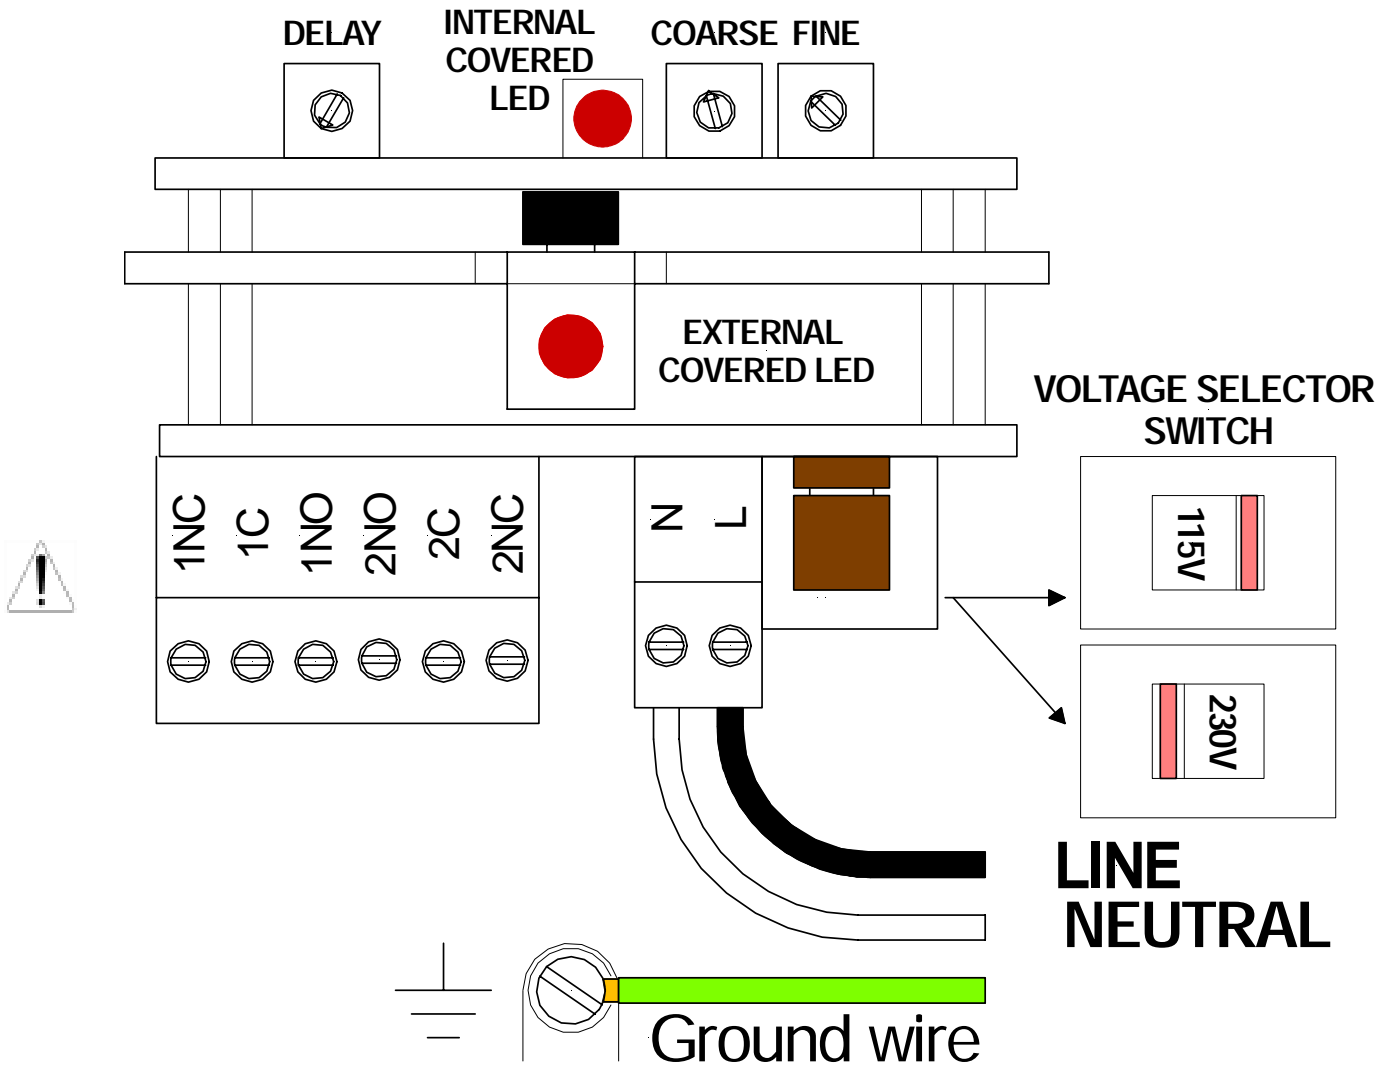 DELAY
INTERNAL
COVERED
LED
COARSE FINE
EXTERNAL
COVERED LED
VOLTAGE SELECTOR
SWITCH
1NC 1C 1NO 2NO 2C 2NC
N L
115V
230V
LINE
NEUTRAL
Ground wire
!